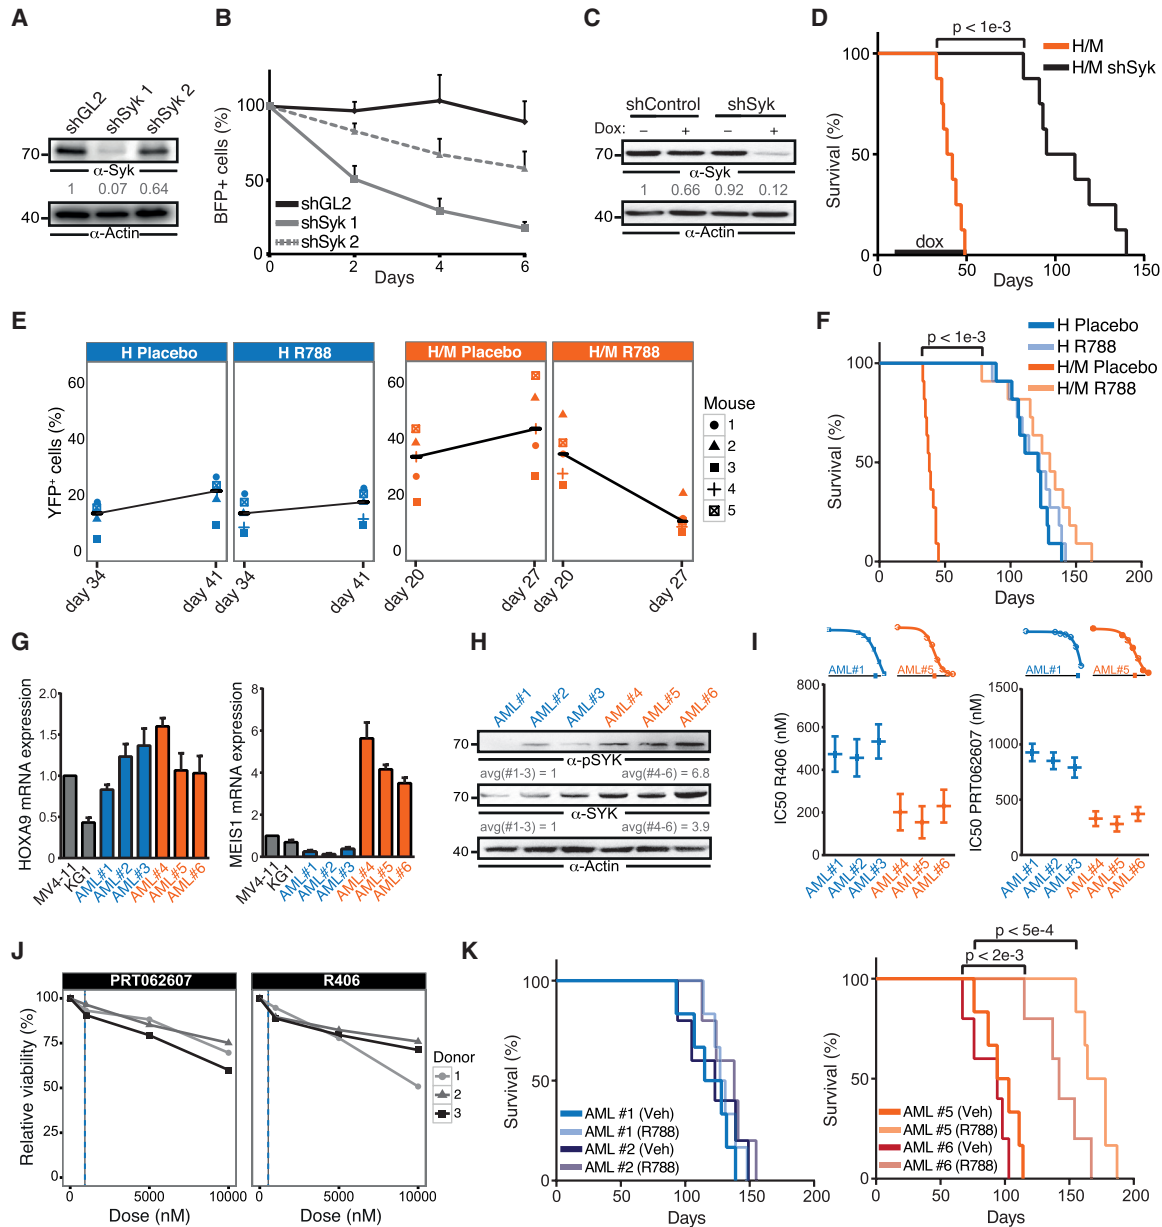 A
shGL2
shSyk 1
shSyk 2
70
α-Syk
1 0.07 0.64
40
α-Actin
B
BFP+ cells (%)
100
50
0
shGL2
shSyk 1
shSyk 2
0 2 4 6
Days
C
shControl shSyk
Dox: – + – +
70
α-Syk
1 0.66 0.92 0.12
40
α-Actin
D
p < 1e-3
H/M
H/M shSyk
Survival (%)
100
50
0
dox
0 50 100 150
Days
E
H Placebo
H R788
H/M Placebo
H/M R788
YFP+ cells (%)
60
40
20
0
60
40
20
0
day 34
day 41
day 34
day 41
day 20
day 27
day 20
day 27
Mouse
1
2
3
4
5
F
p < 1e-3
H Placebo
H R788
H/M Placebo
H/M R788
Survival (%)
100
50
0
0 50 100 150 200
Days
G
HOXA9 mRNA expression
2.0
1.5
1.0
0.5
0
MV4-11
KG1
AML#1
AML#2
AML#3
AML#4
AML#5
AML#6
MEIS1 mRNA expression
8
6
4
2
0
MV4-11
KG1
AML#1
AML#2
AML#3
AML#4
AML#5
AML#6
H
AML#1
AML#2
AML#3
AML#4
AML#5
AML#6
70
α-pSYK
avg(#1-3) = 1 avg(#4-6) = 6.8
70
α-SYK
avg(#1-3) = 1 avg(#4-6) = 3.9
40
α-Actin
I
AML#1
AML#5
IC50 R406 (nM)
800
600
400
200
0
AML#1
AML#2
AML#3
AML#4
AML#5
AML#6
AML#1
AML#5
IC50 PRT062607 (nM)
1500
1000
500
0
AML#1
AML#2
AML#3
AML#4
AML#5
AML#6
J
PRT062607
R406
Relative viability (%)
100
75
50
25
0
0 5000 10000
Dose (nM)
0 5000 10000
Dose (nM)
Donor
1
2
3
K
Survival (%)
100
50
0
AML #1 (Veh)
AML #1 (R788)
AML #2 (Veh)
AML #2 (R788)
0 50 100 150 200
Days
p < 5e-4
p < 2e-3
Survival (%)
100
50
0
AML #5 (Veh)
AML #5 (R788)
AML #6 (Veh)
AML #6 (R788)
0 50 100 150 200
Days